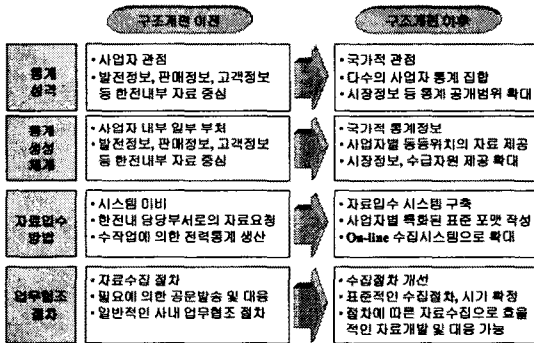 구조개편 이전
구조개편 이후
통계
성격
• 사업자 관점
• 발전정보, 판매정보, 고객정보
등 한전내부 자료 중심
• 국가적 관점
• 다수의 사업자 통계 집합
• 시장정보 등 통계 공개범위 확대
통계
생성
체계
• 사업자 내부 일부 부처
• 발전정보, 판매정보, 고객정보
등 한전내부 자료 중심
• 국가적 통계정보
• 사업자별 동등위치의 자료 제공
• 시장정보, 수급자원 제공 확대
자료입수
방법
• 시스템 미비
• 한전내 담당부서로의 자료요청
• 수작업에 의한 전력통계 생산
• 자료입수 시스템 구축
• 사업자별 특화된 표준 포맷 작성
• On-line 수집시스템으로 확대
업무협조
절차
• 자료수집 절차
• 필요에 의한 공문발송 및 대응
• 일반적인 사내 업무협조 절차
• 수집절차 개선
• 표준적인 수집절차, 시기 확정
• 절차에 따른 자료수집으로 효율
적인 자료개발 및 대응 가능